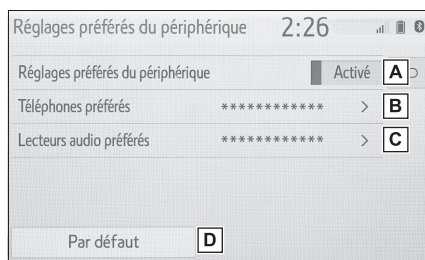 Réglages préférés du périphérique 2:26
Réglages préférés du périphérique Activé A
Téléphones préférés ************ > B
Lecteurs audio préférés ************ > C
Par défaut D